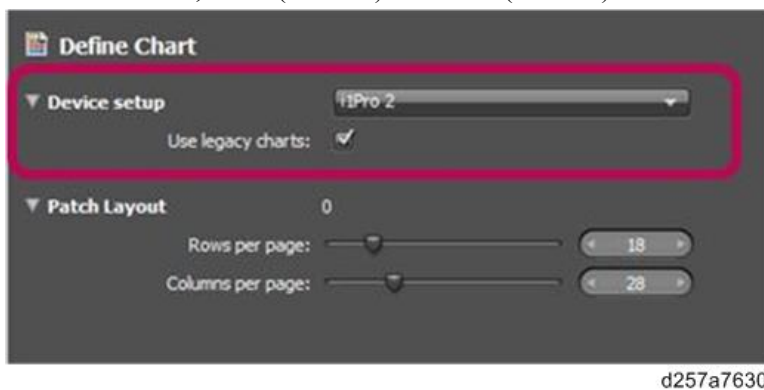 Define Chart
Device setup
i1Pro 2
Use legacy charts:
Patch Layout
0
Rows per page:
18
Columns per page:
28
d257a7630